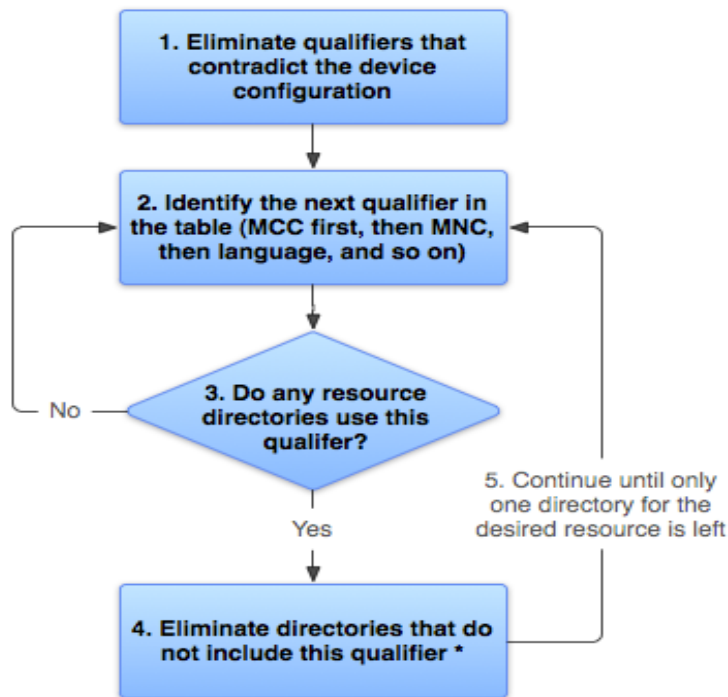 1. Eliminate qualifiers that
contradict the device
configuration
2. Identify the next qualifier in
the table (MCC first, then MNC,
then language, and so on)
3. Do any resource
directories use this
qualifer?
No
Yes
5. Continue until only
one directory for the
desired resource is left
4. Eliminate directories that do
not include this qualifier *